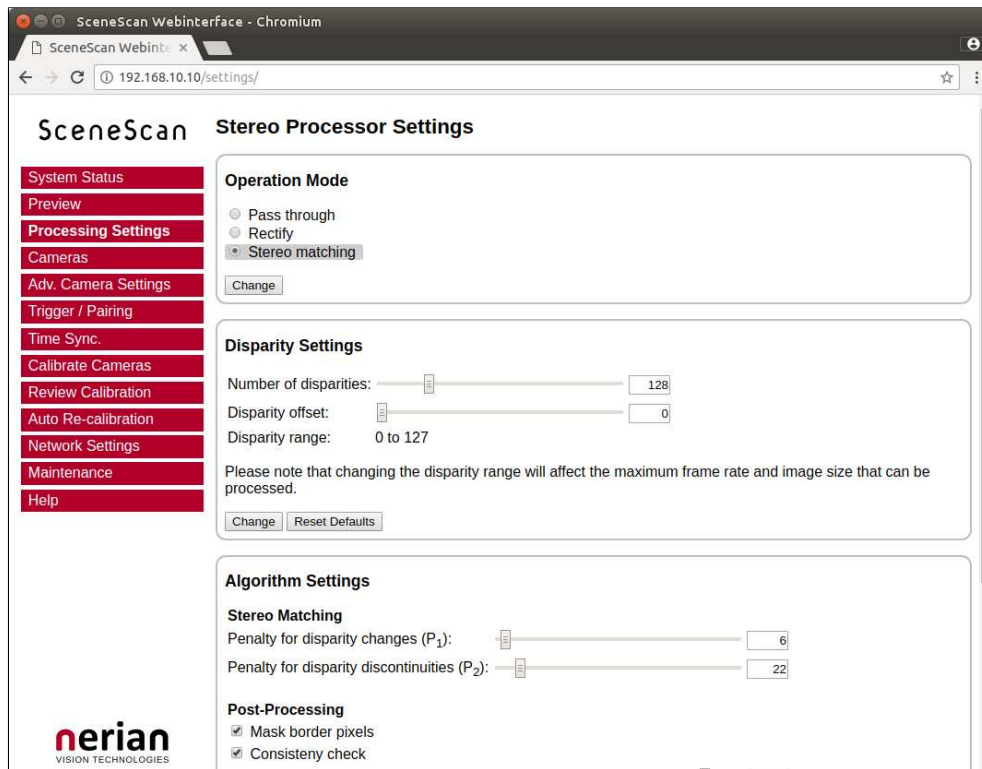 SceneScan Webinterface - Chromium
SceneScan Webinte
192.168.10.10/settings/
SceneScan
System Status
Preview
Processing Settings
Cameras
Adv. Camera Settings
Trigger / Pairing
Time Sync.
Calibrate Cameras
Review Calibration
Auto Re-calibration
Network Settings
Maintenance
Help
nerian
VISION TECHNOLOGIES
Stereo Processor Settings
Operation Mode
Pass through
Rectify
Stereo matching
Change
Disparity Settings
Number of disparities: 128
Disparity offset: 0
Disparity range: 0 to 127
Please note that changing the disparity range will affect the maximum frame rate and image size that can be
processed.
Change Reset Defaults
Algorithm Settings
Stereo Matching
Penalty for disparity changes (P1): 6
Penalty for disparity discontinuities (P2): 22
Post-Processing
Mask border pixels
Consisteny check